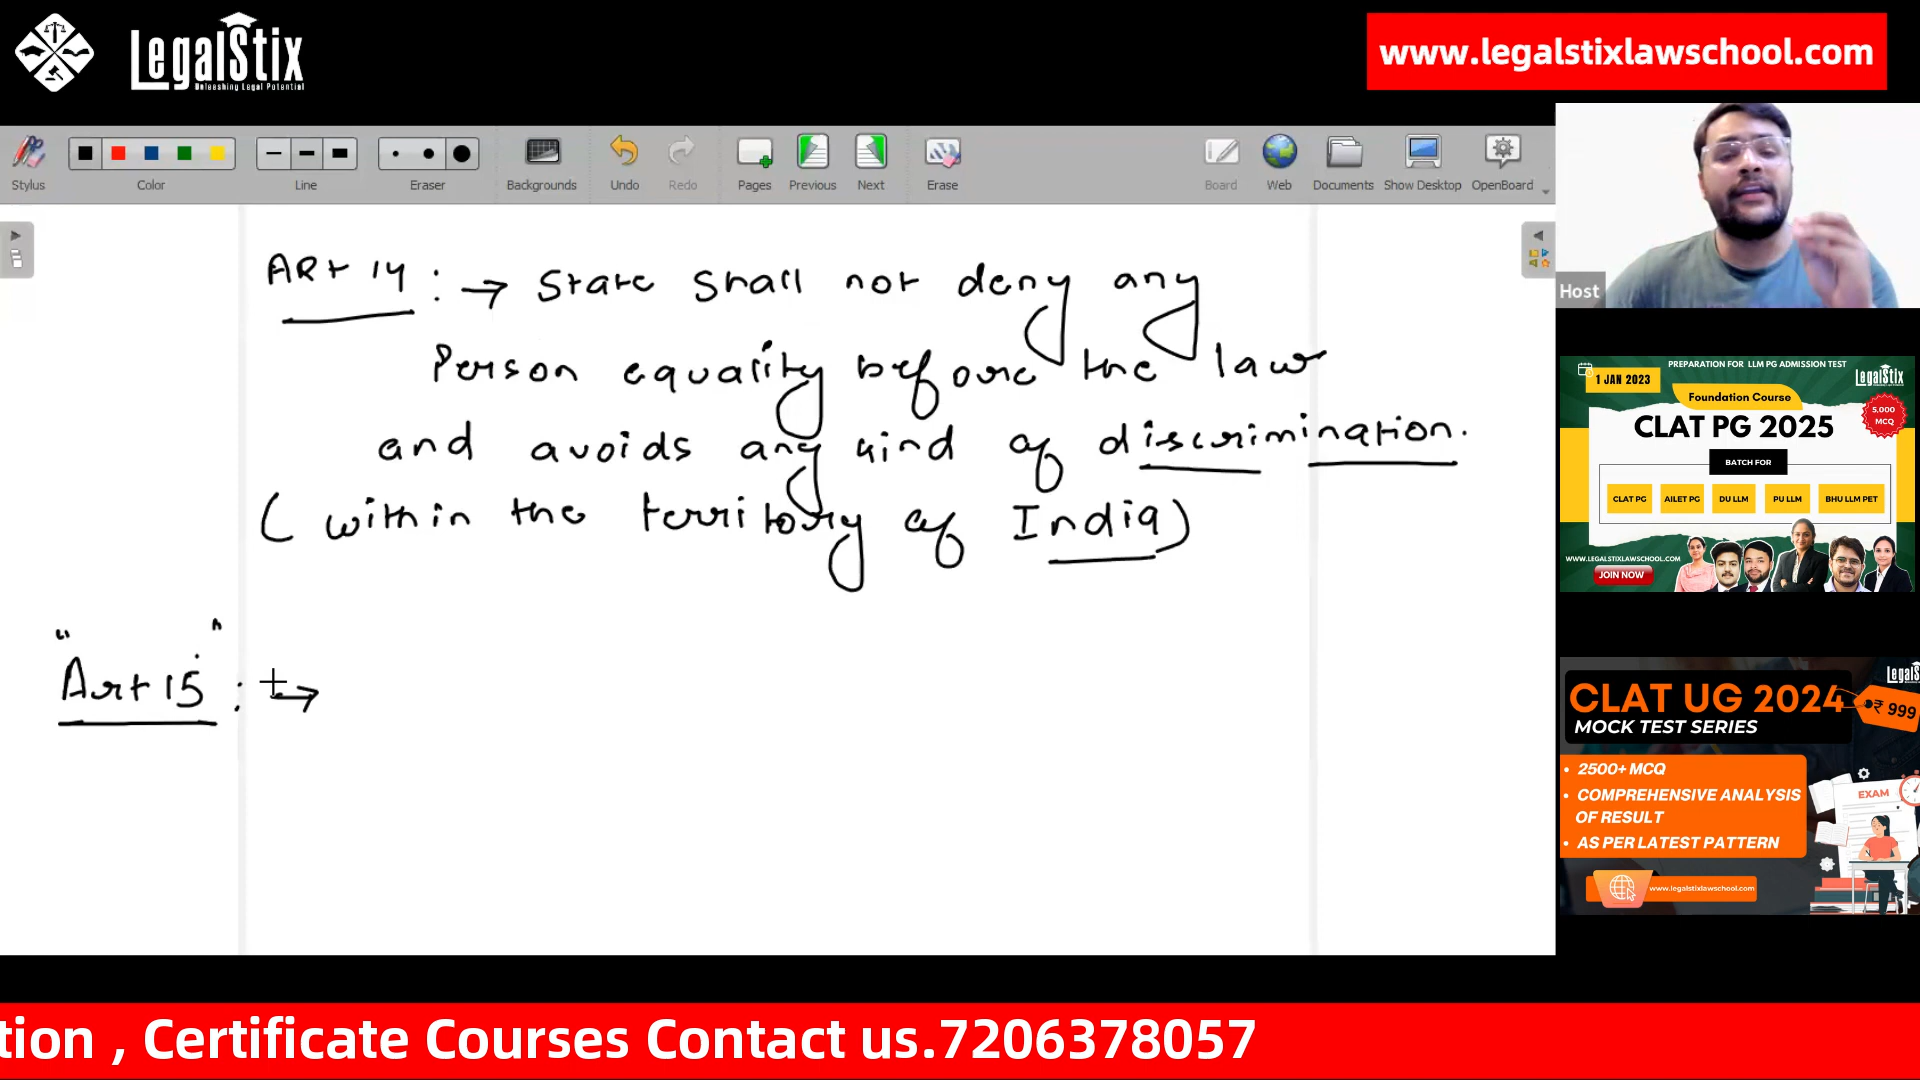 LegalStix
Unleashing Legal Potential
www.legalstixlawschool.com
Stylus
Color
Line
Eraser
Backgrounds
Undo
Redo
Pages
Previous
Next
Erase
Board
Web
Documents
Show Desktop
OpenBoard
ARt 14 : → State Shall not deny any
Person equality before the law
and avoids any kind of discrimination.
( within the territory of India)
"Art 15" : →
Host
1 JAN 2023
PREPARATION FOR LLM PG ADMISSION TEST
LegalStix
Foundation Course
5,000
MCQ
CLAT PG 2025
BATCH FOR
CLAT PG
AILET PG
DU LLM
PU LLM
BHU LLM PET
WWW.LEGALSTIXLAWSCHOOL.COM
JOIN NOW
LegalS
CLAT UG 2024
₹ 999
MOCK TEST SERIES
• 2500+ MCQ
• COMPREHENSIVE ANALYSIS
OF RESULT
• AS PER LATEST PATTERN
EXAM
www.legalstixlawschool.com
tion , Certificate Courses Contact us.7206378057